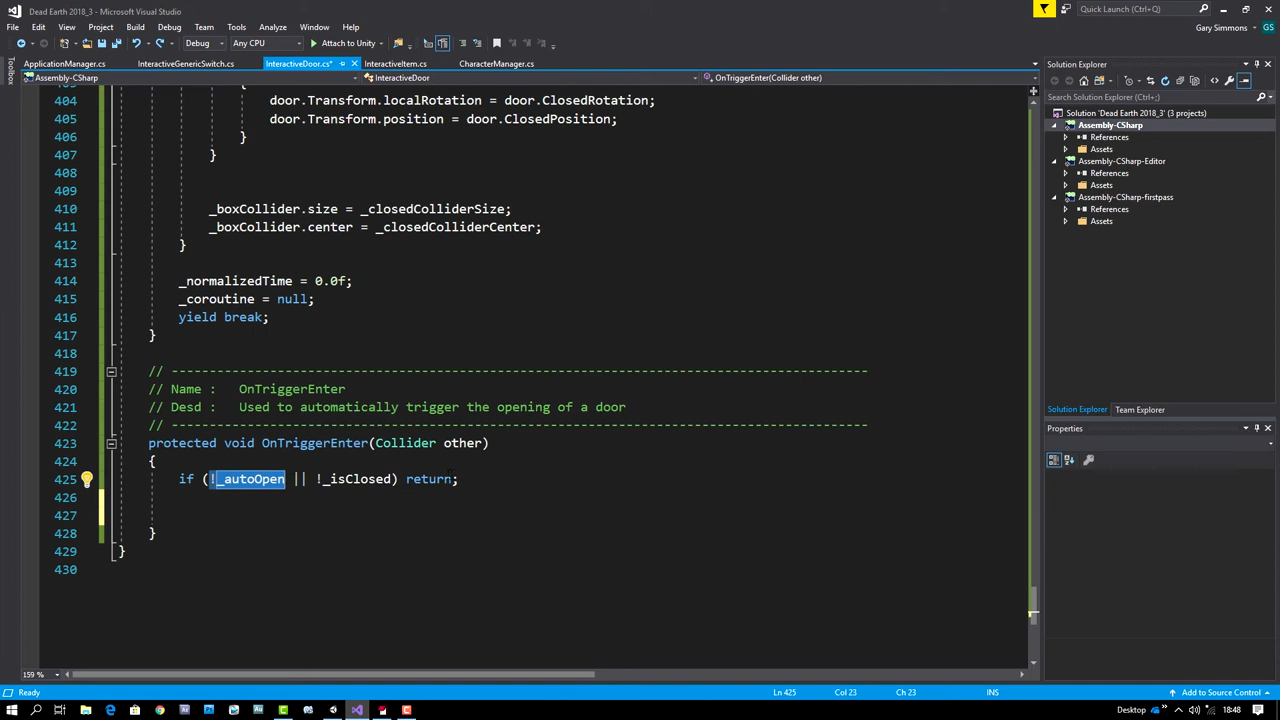 Dead Earth 2018_3 - Microsoft Visual Studio
Quick Launch (Ctrl+Q)
File Edit View Project Build Debug Team Tools Analyze Window Help
Gary Simmons GS
Debug Any CPU Attach to Unity
Toolbox
ApplicationManager.cs InteractiveGenericSwitch.cs InteractiveDoor.cs* InteractiveItem.cs CharacterManager.cs
Assembly-CSharp InteractiveDoor OnTriggerEnter(Collider other)
404 door.Transform.localRotation = door.ClosedRotation;
405 door.Transform.position = door.ClosedPosition;
406 }
407 }
408
409
410 _boxCollider.size = _closedColliderSize;
411 _boxCollider.center = _closedColliderCenter;
412 }
413
414 _normalizedTime = 0.0f;
415 _coroutine = null;
416 yield break;
417 }
418
419 // --------------------------------------------------------------------------------------------
420 // Name : OnTriggerEnter
421 // Desd : Used to automatically trigger the opening of a door
422 // --------------------------------------------------------------------------------------------
423 protected void OnTriggerEnter(Collider other)
424 {
425 if (!_autoOpen || !_isClosed) return;
426
427
428 }
429 }
430
159 %
Solution Explorer
Search Solution Explorer (Ctrl+;)
Solution 'Dead Earth 2018_3' (3 projects)
Assembly-CSharp
References
Assets
Assembly-CSharp-Editor
References
Assets
Assembly-CSharp-firstpass
References
Assets
Solution Explorer Team Explorer
Properties
Ready Ln 425 Col 23 Ch 23 INS Add to Source Control
Desktop 18:48